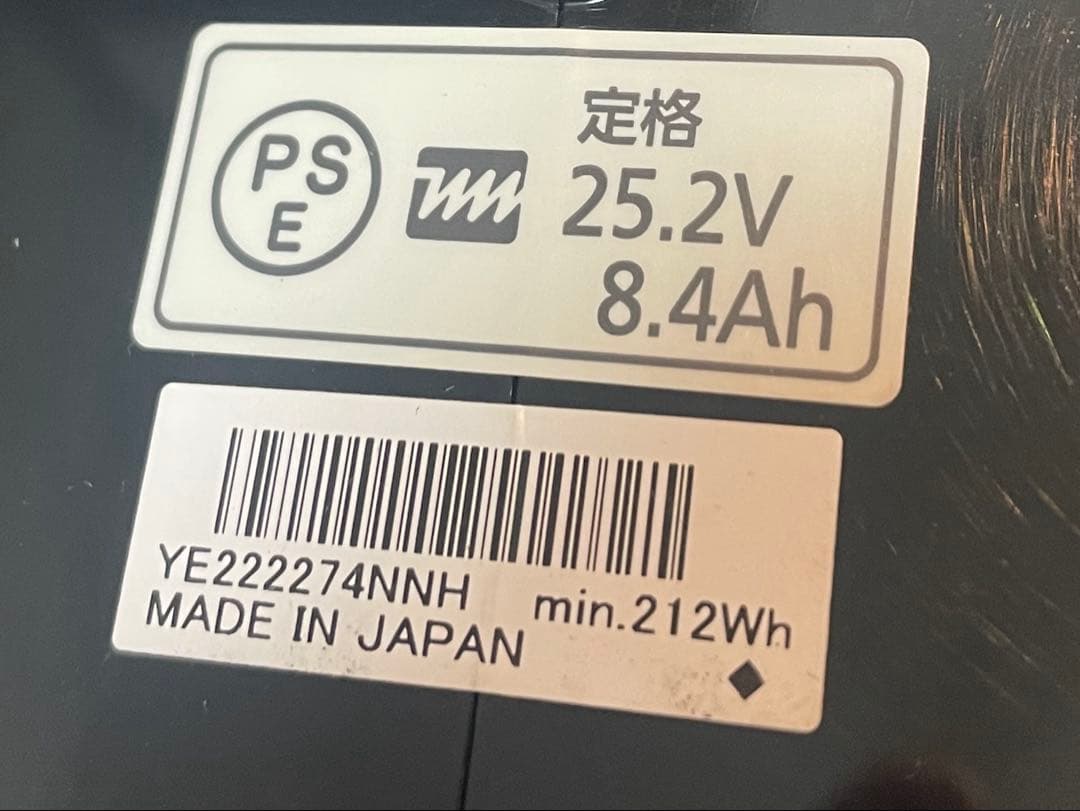 PS
E
定格
25.2V
8.4Ah
YE222274NNH
min.212Wh
MADE IN JAPAN